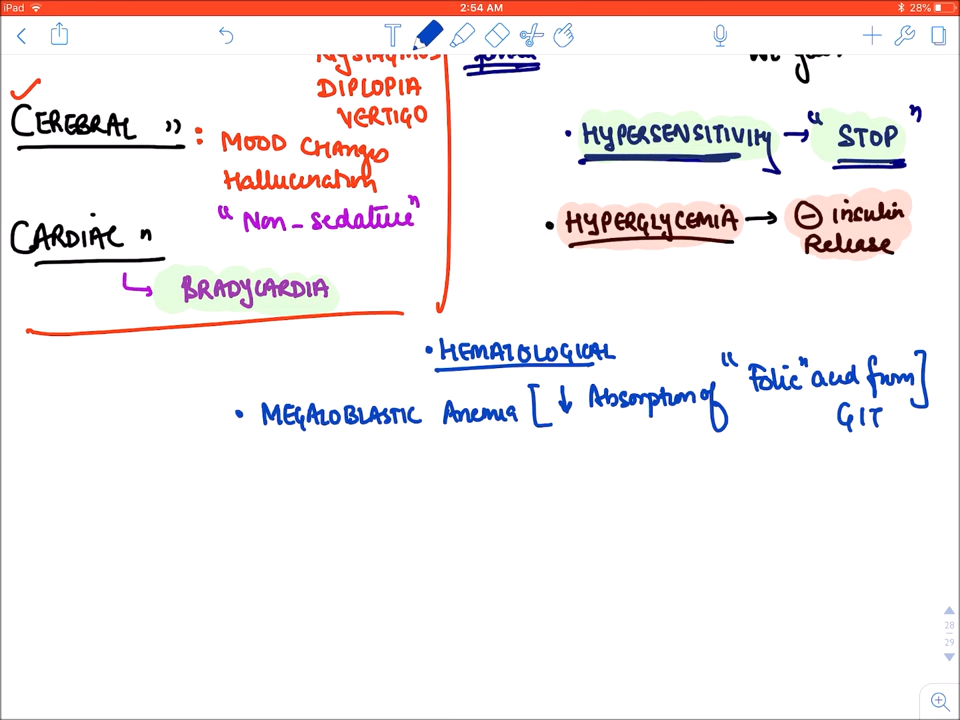 iPad
2:54 AM
28%
T
NYSTAGMUS
DIPLOPIA
VERTIGO
CEREBRAL " :
MOOD CHANGES
Hallucination
"Non-sedative"
CARDIAC "
BRADYCARDIA
• HYPERSENSITIVITY → "STOP"
• HYPERGLYCEMIA → ⊖ insulin
Release
• HEMATOLOGICAL
• MEGALOBLASTIC Anemia [↓ Absorption of "Folic" acid from
GIT]
28
29